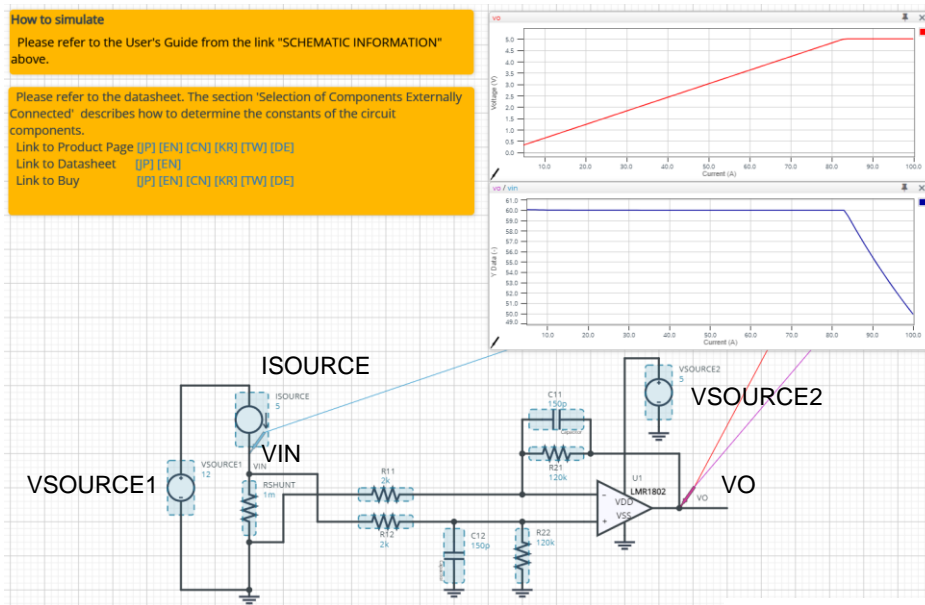 How to simulate
Please refer to the User's Guide from the link "SCHEMATIC INFORMATION"
above.
Please refer to the datasheet. The section 'Selection of Components Externally
Connected' describes how to determine the constants of the circuit
components.
Link to Product Page [JP] [EN] [CN] [KR] [TW] [DE]
Link to Datasheet [JP] [EN]
Link to Buy [JP] [EN] [CN] [KR] [TW] [DE]
vo
Voltage (V)
5.0
4.5
4.0
3.5
3.0
2.5
2.0
1.5
1.0
0.5
0.0
10.0 20.0 30.0 40.0 50.0 60.0 70.0 80.0 90.0 100.0
Current (A)
vo / vin
Y Data (-)
61.0
60.0
59.0
58.0
57.0
56.0
55.0
54.0
53.0
52.0
51.0
50.0
49.0
10.0 20.0 30.0 40.0 50.0 60.0 70.0 80.0 90.0 100.0
Current (A)
ISOURCE
ISOURCE
5
VSOURCE2
5
VSOURCE2
C11
150p
VIN
VIN
VSOURCE1
VSOURCE1
12
RSHUNT
1m
R11
2k
R12
2k
R21
120k
C12
150p
R22
120k
U1
LMR1802
VDD
VSS
-
+
VO
VO